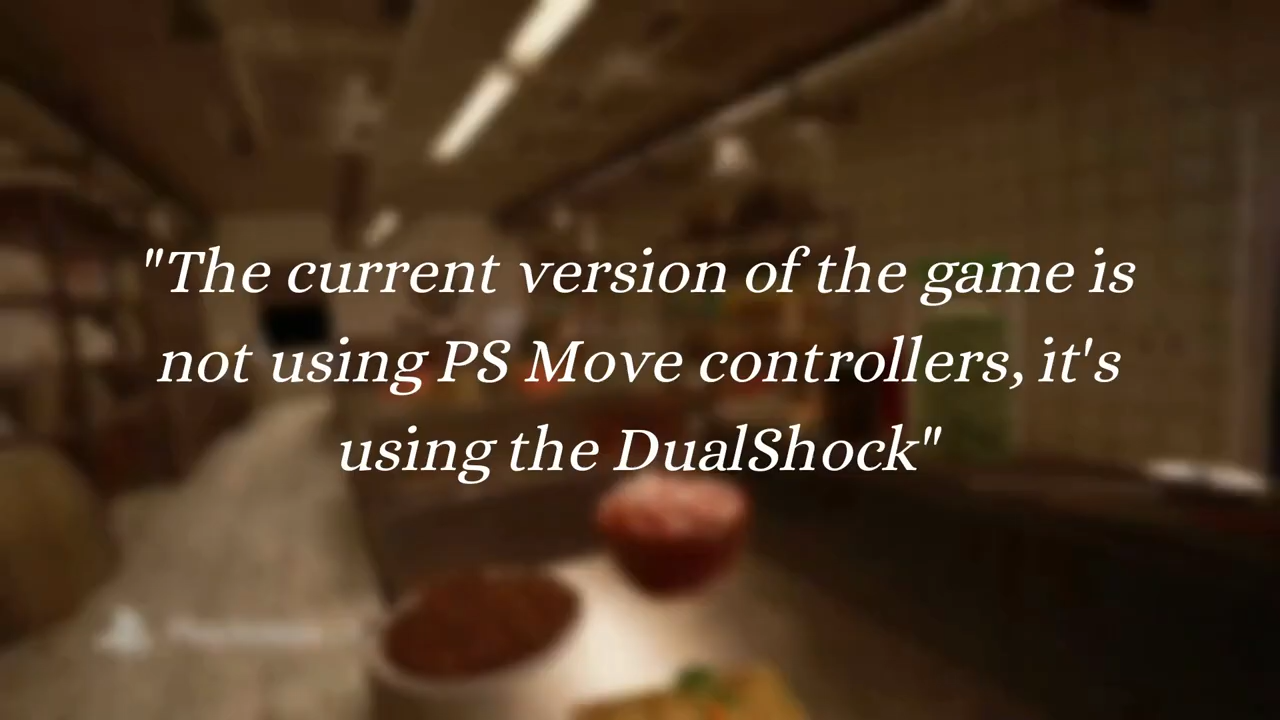 "The current version of the game is
not using PS Move controllers, it's
using the DualShock"